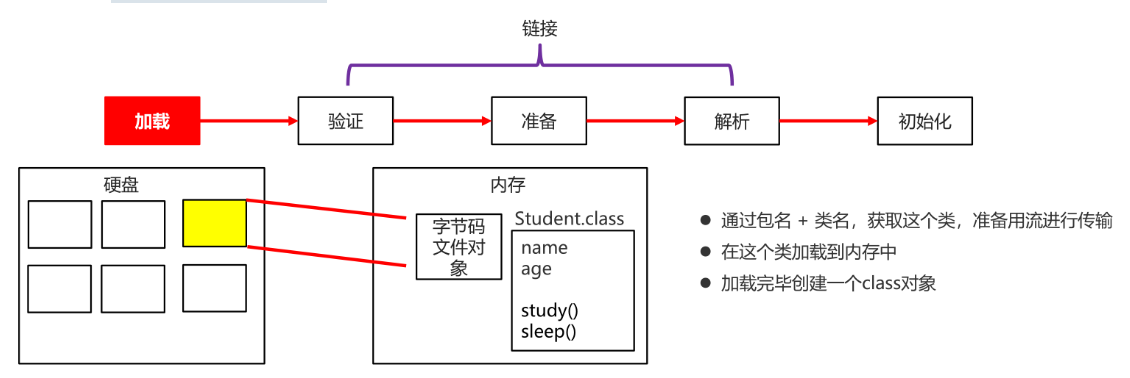 链接
加载
验证
准备
解析
初始化
硬盘
内存
字节码
文件对
象
Student.class
name
age
study()
sleep()
● 通过包名 + 类名，获取这个类，准备用流进行传输
● 在这个类加载到内存中
● 加载完毕创建一个class对象